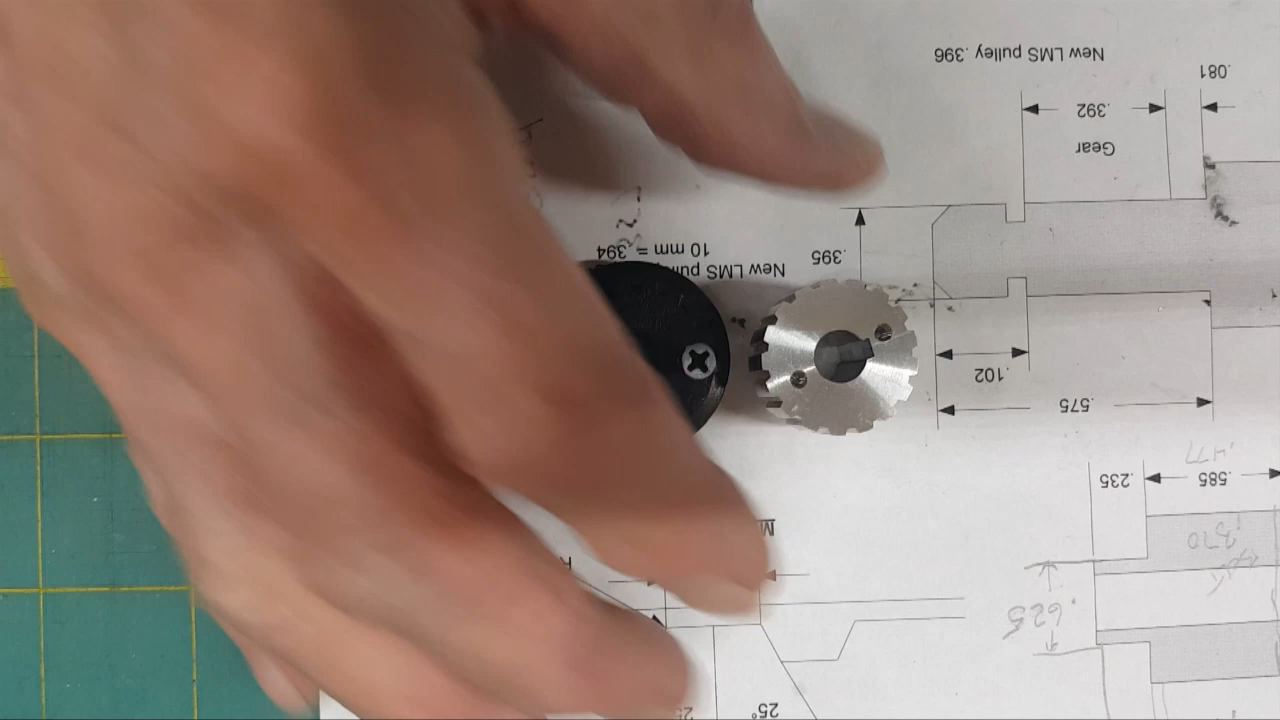 New LMS pulley .396
.081
.392
Gear
10 mm = .394
New LMS pull
.395
.102
.575
.477
.235
.585
.370
.625
25°